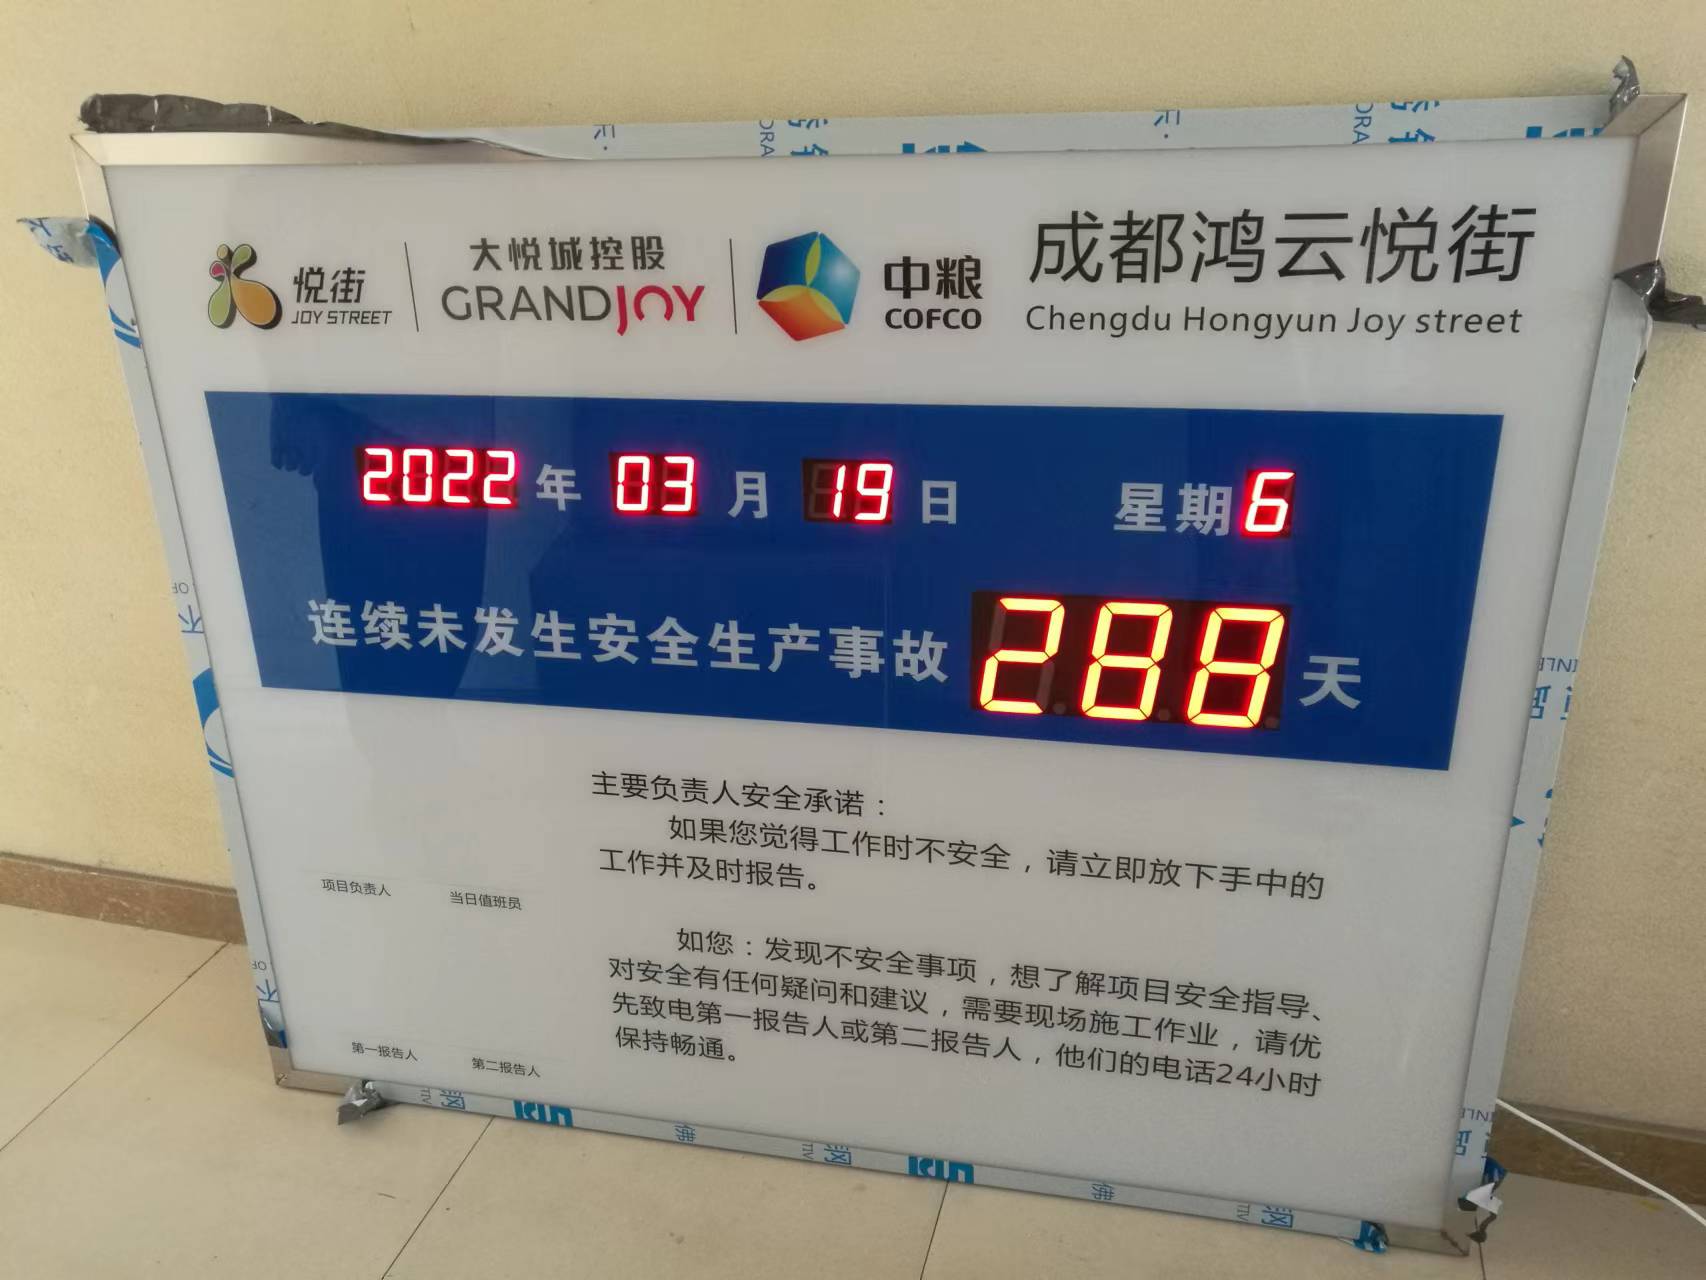 悦街
JOY STREET
大悦城控股
GRANDJOY
中粮
COFCO
成都鸿云悦街
Chengdu Hongyun Joy street
2022年 03月 19日 星期6
连续未发生安全生产事故288天
主要负责人安全承诺：
如果您觉得工作时不安全，请立即放下手中的
工作并及时报告。
项目负责人 当日值班员
如您：发现不安全事项，想了解项目安全指导、
对安全有任何疑问和建议，需要现场施工作业，请优
先致电第一报告人或第二报告人，他们的电话24小时
保持畅通。
第一报告人 第二报告人